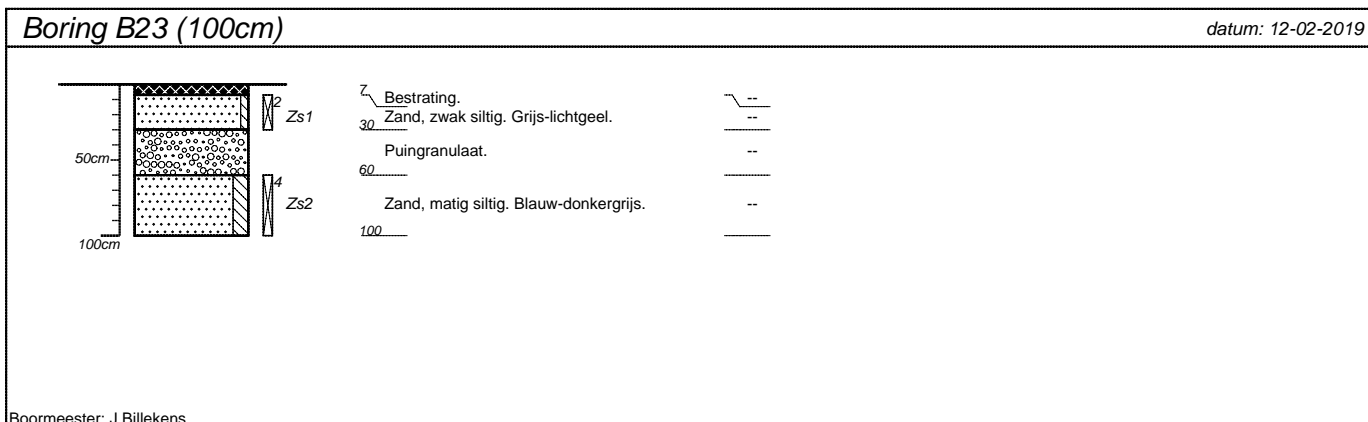 Boring B23 (100cm)
datum: 12-02-2019
7 Bestrating. --
2 Zs1 Zand, zwak siltig. Grijs-lichtgeel. --
30
50cm Puingranulaat. --
60
4 Zs2 Zand, matig siltig. Blauw-donkergrijs. --
100cm 100
Boormeester: J.Billekens